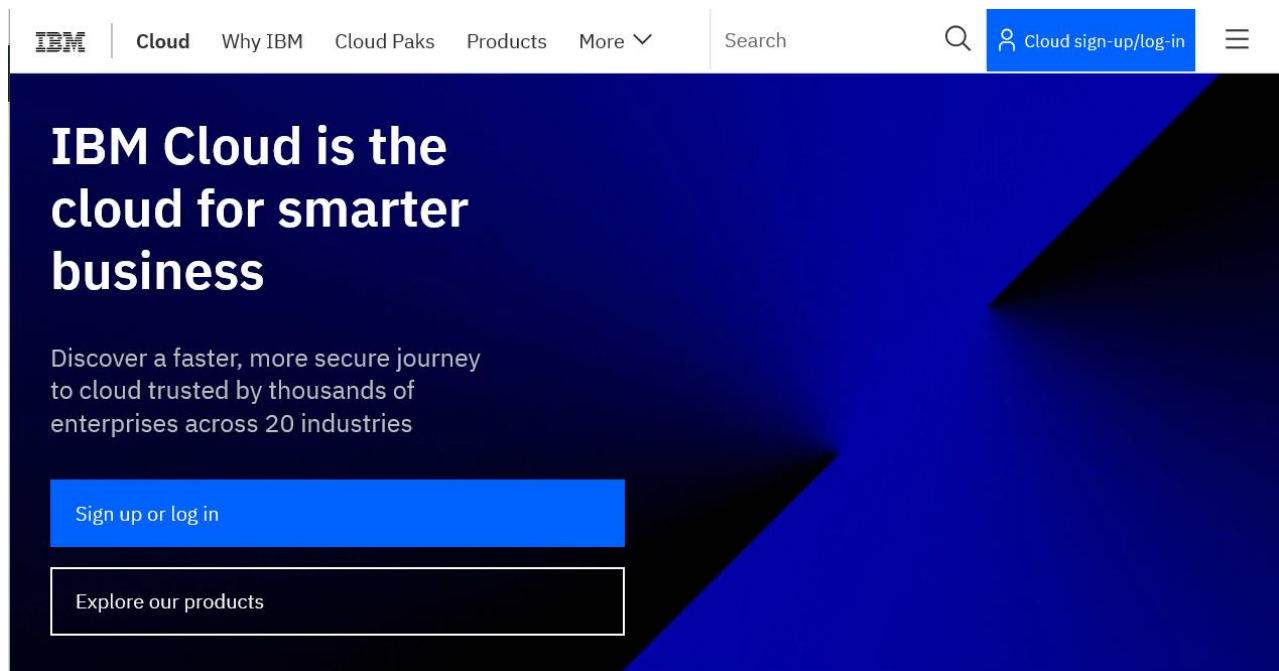 IBM
Cloud
Why IBM
Cloud Paks
Products
More
Search
Cloud sign-up/log-in
IBM Cloud is the
cloud for smarter
business
Discover a faster, more secure journey
to cloud trusted by thousands of
enterprises across 20 industries
Sign up or log in
Explore our products